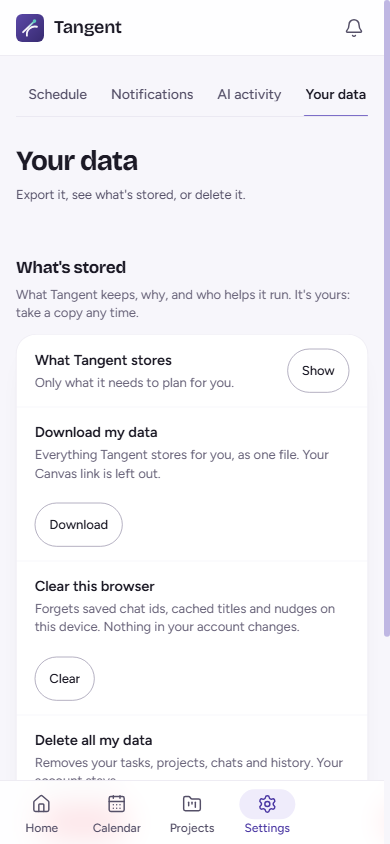 Tangent
Schedule
Notifications
AI activity
Your data
Your data
Export it, see what's stored, or delete it.
What's stored
What Tangent keeps, why, and who helps it run. It's yours:
take a copy any time.
What Tangent stores
Only what it needs to plan for you.
Show
Download my data
Everything Tangent stores for you, as one file. Your
Canvas link is left out.
Download
Clear this browser
Forgets saved chat ids, cached titles and nudges on
this device. Nothing in your account changes.
Clear
Delete all my data
Removes your tasks, projects, chats and history. Your
account stays.
Home
Calendar
Projects
Settings